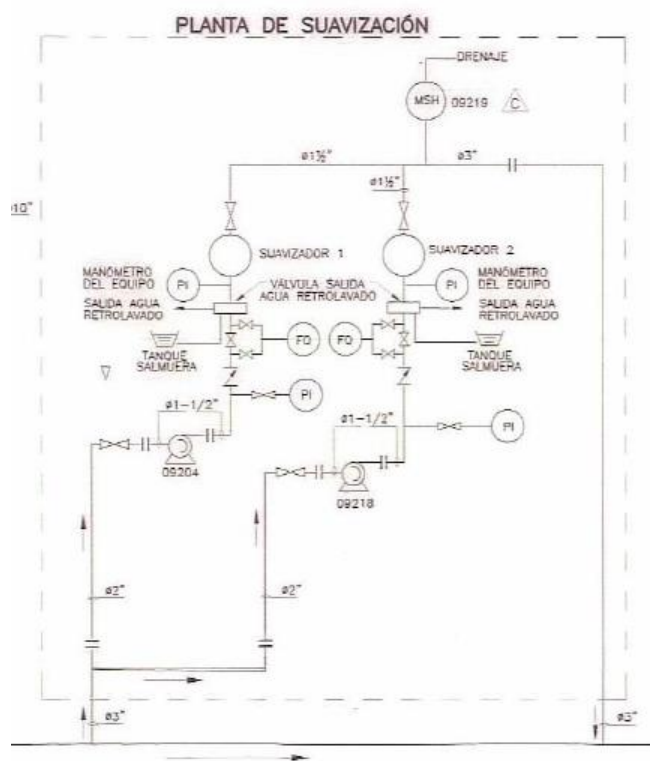 PLANTA DE SUAVIZACIÓN
DRENAJE
MSH
09219
C
ø1½"
ø3"
ø1½"
ø10"
SUAVIZADOR 1
SUAVIZADOR 2
MANÓMETRO
DEL EQUIPO
PI
VÁLVULA SALIDA
AGUA RETROLAVADO
PI
MANÓMETRO
DEL EQUIPO
SALIDA AGUA
RETROLAVADO
SALIDA AGUA
RETROLAVADO
FQ
FQ
TANQUE
SALMUERA
TANQUE
SALMUERA
PI
ø1-1/2"
ø1-1/2"
PI
09204
09218
ø2"
ø2"
ø3"
ø3"